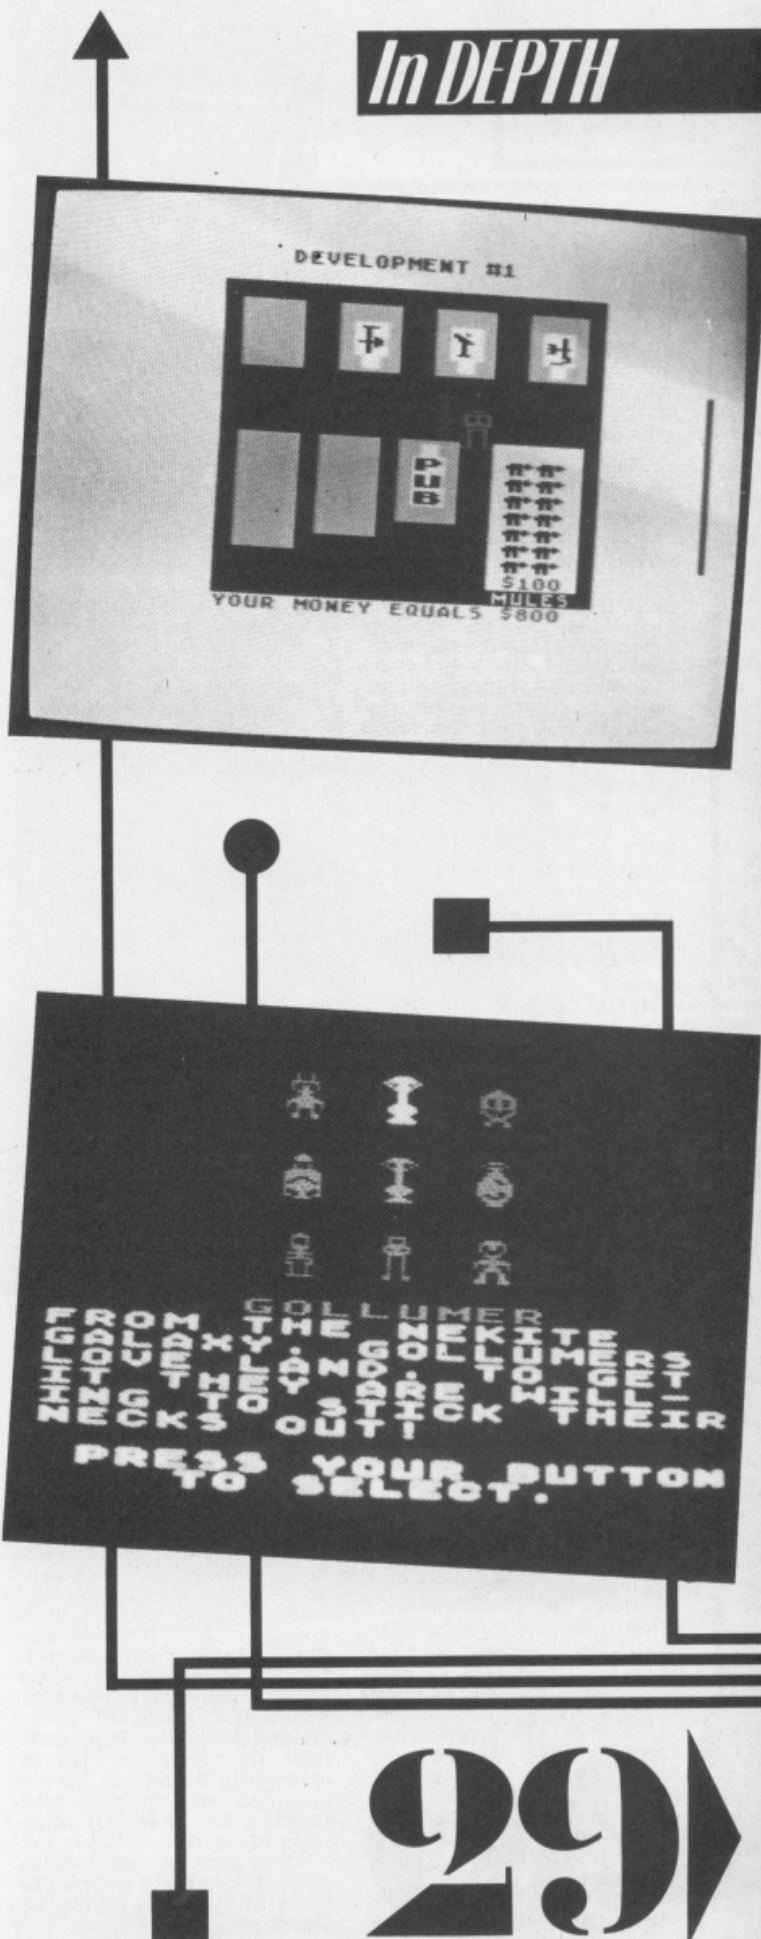 In DEPTH
DEVELOPMENT #1
PUB
$100
MULES
YOUR MONEY EQUALS $800
GOLLUMER
FROM THE NEKITE
GALAXY. GOLLUMERS
LOVE LAND. TO GET
IT THEY ARE WILL-
ING TO STICK THEIR
NECKS OUT!
PRESS YOUR BUTTON
TO SELECT.
29